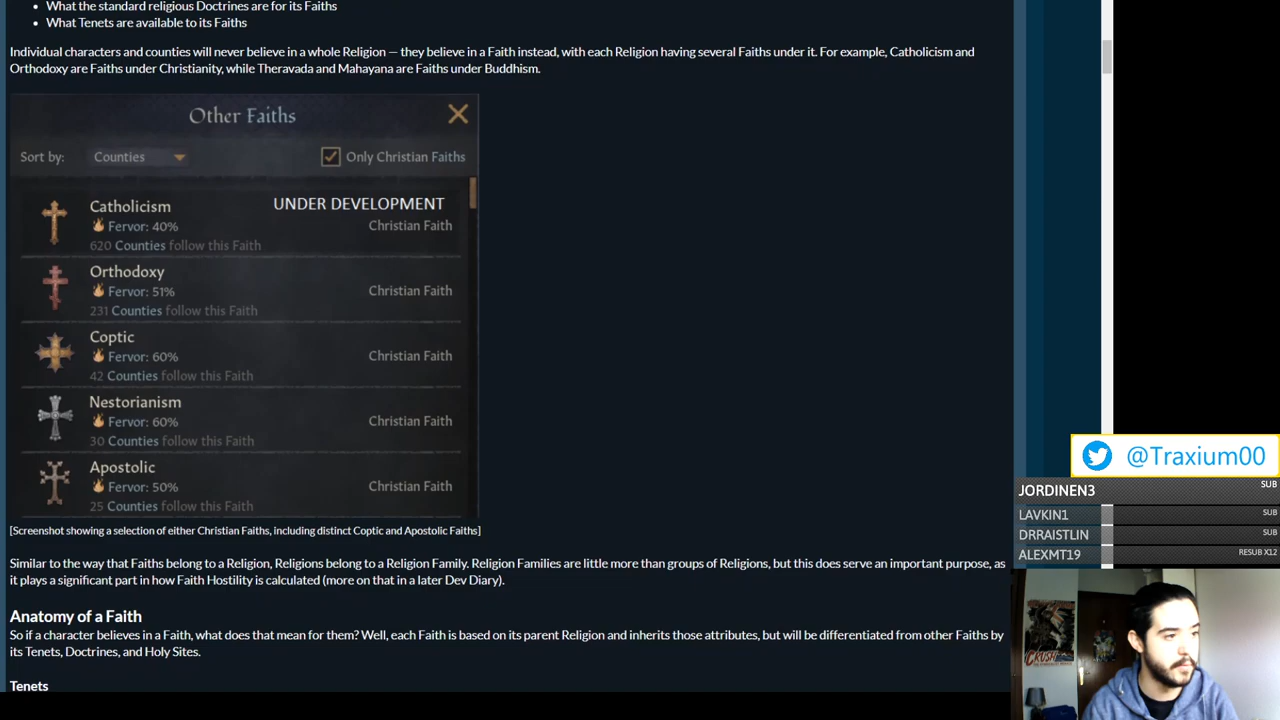 What the standard religious Doctrines are for its Faiths
What Tenets are available to its Faiths
Individual characters and counties will never believe in a whole Religion — they believe in a Faith instead, with each Religion having several Faiths under it. For example, Catholicism and
Orthodoxy are Faiths under Christianity, while Theravada and Mahayana are Faiths under Buddhism.
Other Faiths
Sort by: Counties Only Christian Faiths
UNDER DEVELOPMENT
Catholicism
Fervor: 40% Christian Faith
620 Counties follow this Faith
Orthodoxy
Fervor: 51% Christian Faith
231 Counties follow this Faith
Coptic
Fervor: 60% Christian Faith
42 Counties follow this Faith
Nestorianism
Fervor: 60% Christian Faith
30 Counties follow this Faith
Apostolic
Fervor: 50% Christian Faith
25 Counties follow this Faith
[Screenshot showing a selection of either Christian Faiths, including distinct Coptic and Apostolic Faiths]
Similar to the way that Faiths belong to a Religion, Religions belong to a Religion Family. Religion Families are little more than groups of Religions, but this does serve an important purpose, as
it plays a significant part in how Faith Hostility is calculated (more on that in a later Dev Diary).
Anatomy of a Faith
So if a character believes in a Faith, what does that mean for them? Well, each Faith is based on its parent Religion and inherits those attributes, but will be differentiated from other Faiths by
its Tenets, Doctrines, and Holy Sites.
Tenets
@Traxium00
JORDINEN3 SUB
LAVKIN1 SUB
DRRAISTLIN SUB
ALEXMT19 RESUB X12